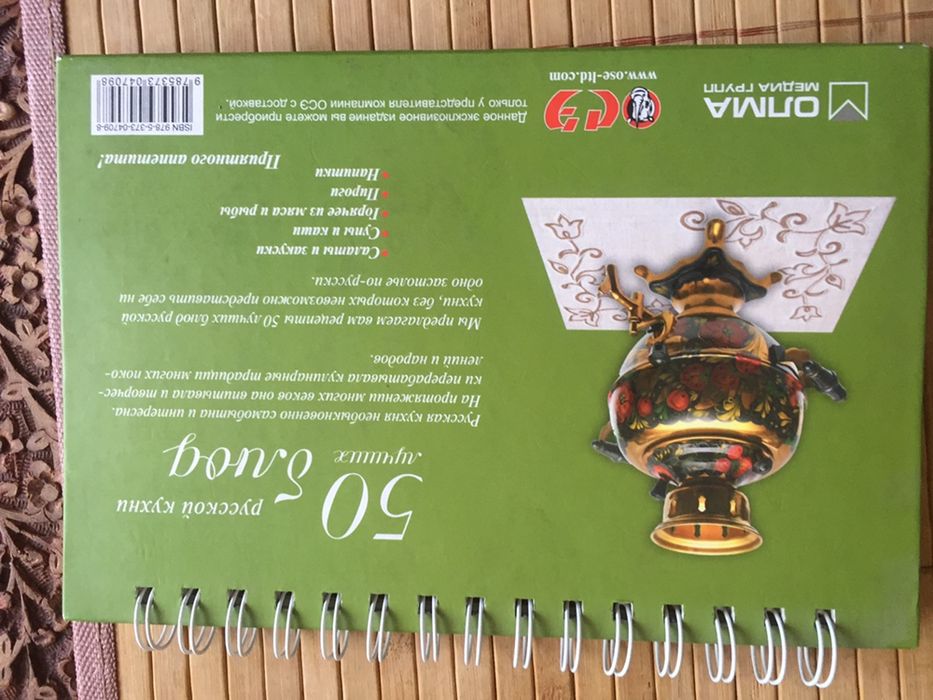 50 лучших блюд
русской кухни
Русская кухня необыкновенно самобытна и интересна.
На протяжении многих веков она впитывала и творчес-
ки перерабатывала кулинарные традиции многих поко-
лений и народов.
Мы предлагаем вам рецепты 50 лучших блюд русской
кухни, без которых невозможно представить себе ни
одно застолье по-русски.
• Салаты и закуски
• Супы и каши
• Горячее из мяса и рыбы
• Пироги
• Напитки
Приятного аппетита!
ОЛМА
МЕДИА ГРУПП
ОСЭ
www.ose-ltd.com
Данное эксклюзивное издание вы можете приобрести
только у представителя компании ОСЭ с доставкой.
ISBN 978-5-373-04709-8
9 785373 047098